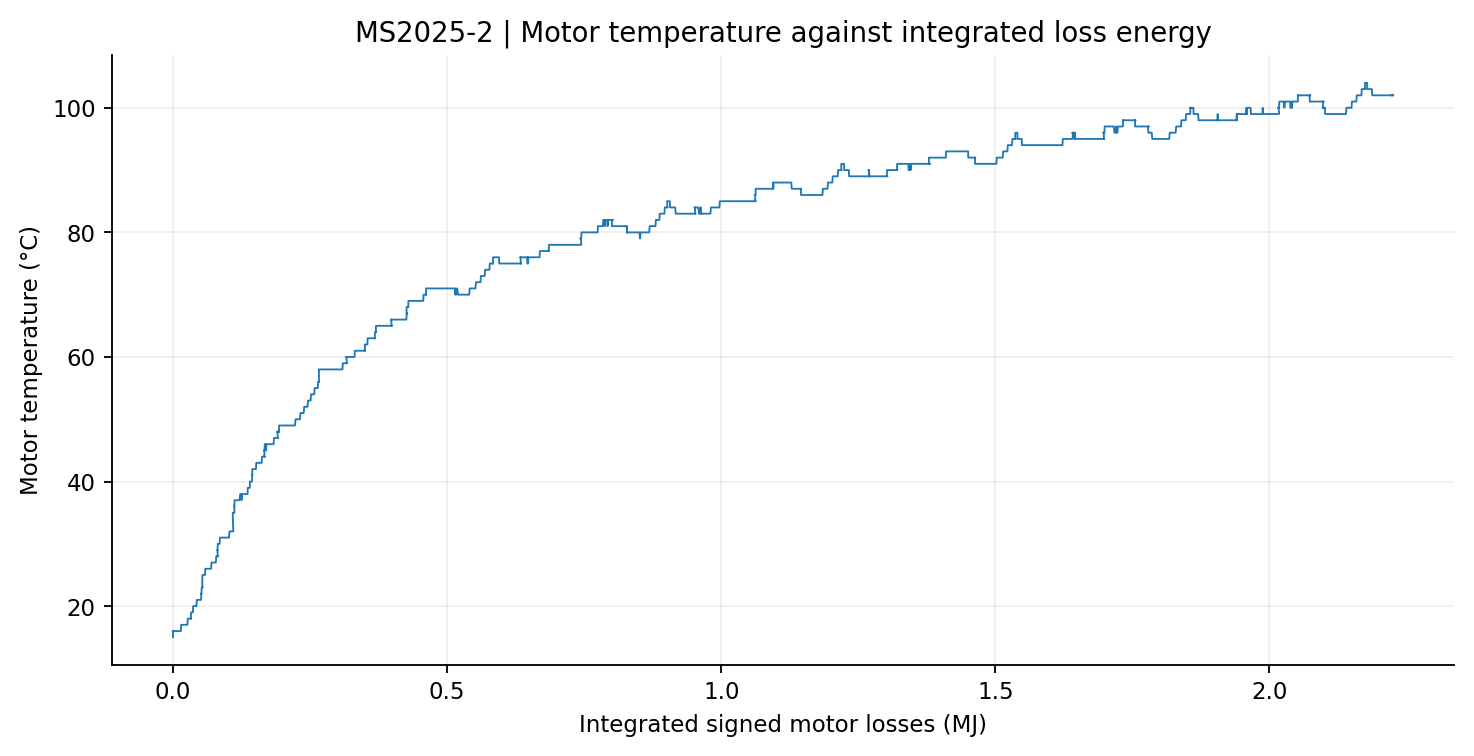 MS2025-2 | Motor temperature against integrated loss energy
Motor temperature (°C)
100
80
60
40
20
0.0 0.5 1.0 1.5 2.0
Integrated signed motor losses (MJ)